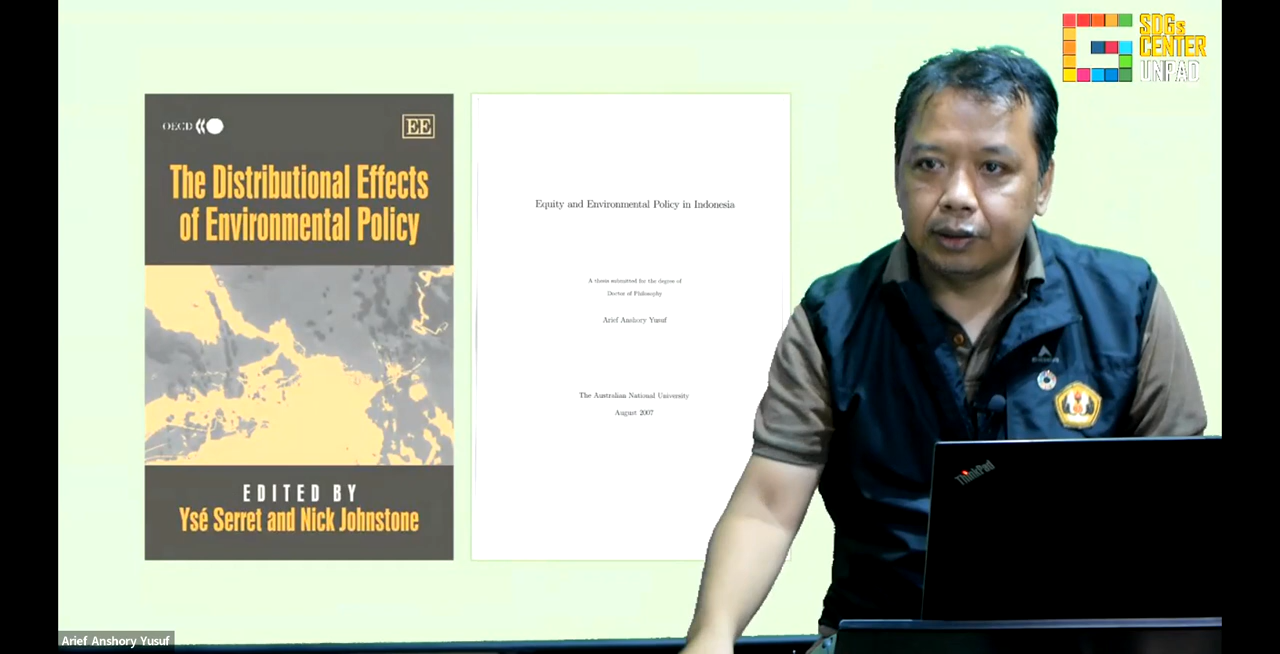 SDGs
CENTER
UNPAD
OECD
EE
The Distributional Effects
of Environmental Policy
EDITED BY
Ysé Serret and Nick Johnstone
Equity and Environmental Policy in Indonesia
A thesis submitted for the degree of
Doctor of Philosophy
Arief Anshory Yusuf
The Australian National University
August 2007
ThinkPad
Arief Anshory Yusuf